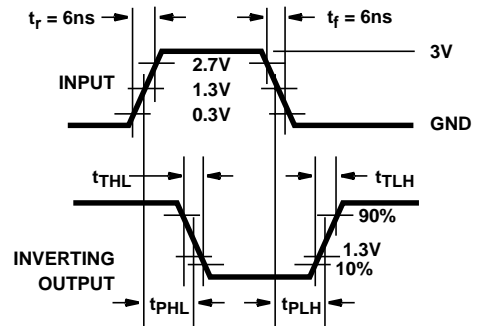 tr = 6ns
tf = 6ns
3V
2.7V
INPUT
1.3V
0.3V
GND
tTHL
tTLH
90%
INVERTING
OUTPUT
1.3V
10%
tPHL
tPLH